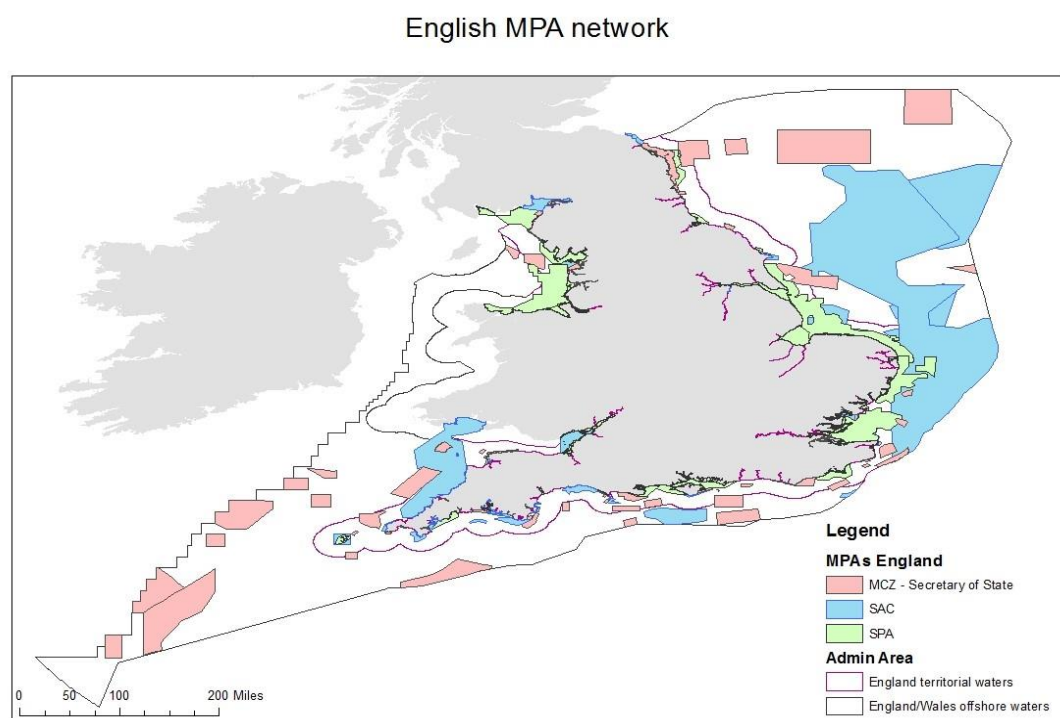 English MPA network
Legend
MPAs England
MCZ - Secretary of State
SAC
SPA
Admin Area
England territorial waters
England/Wales offshore waters
0 50 100 200 Miles